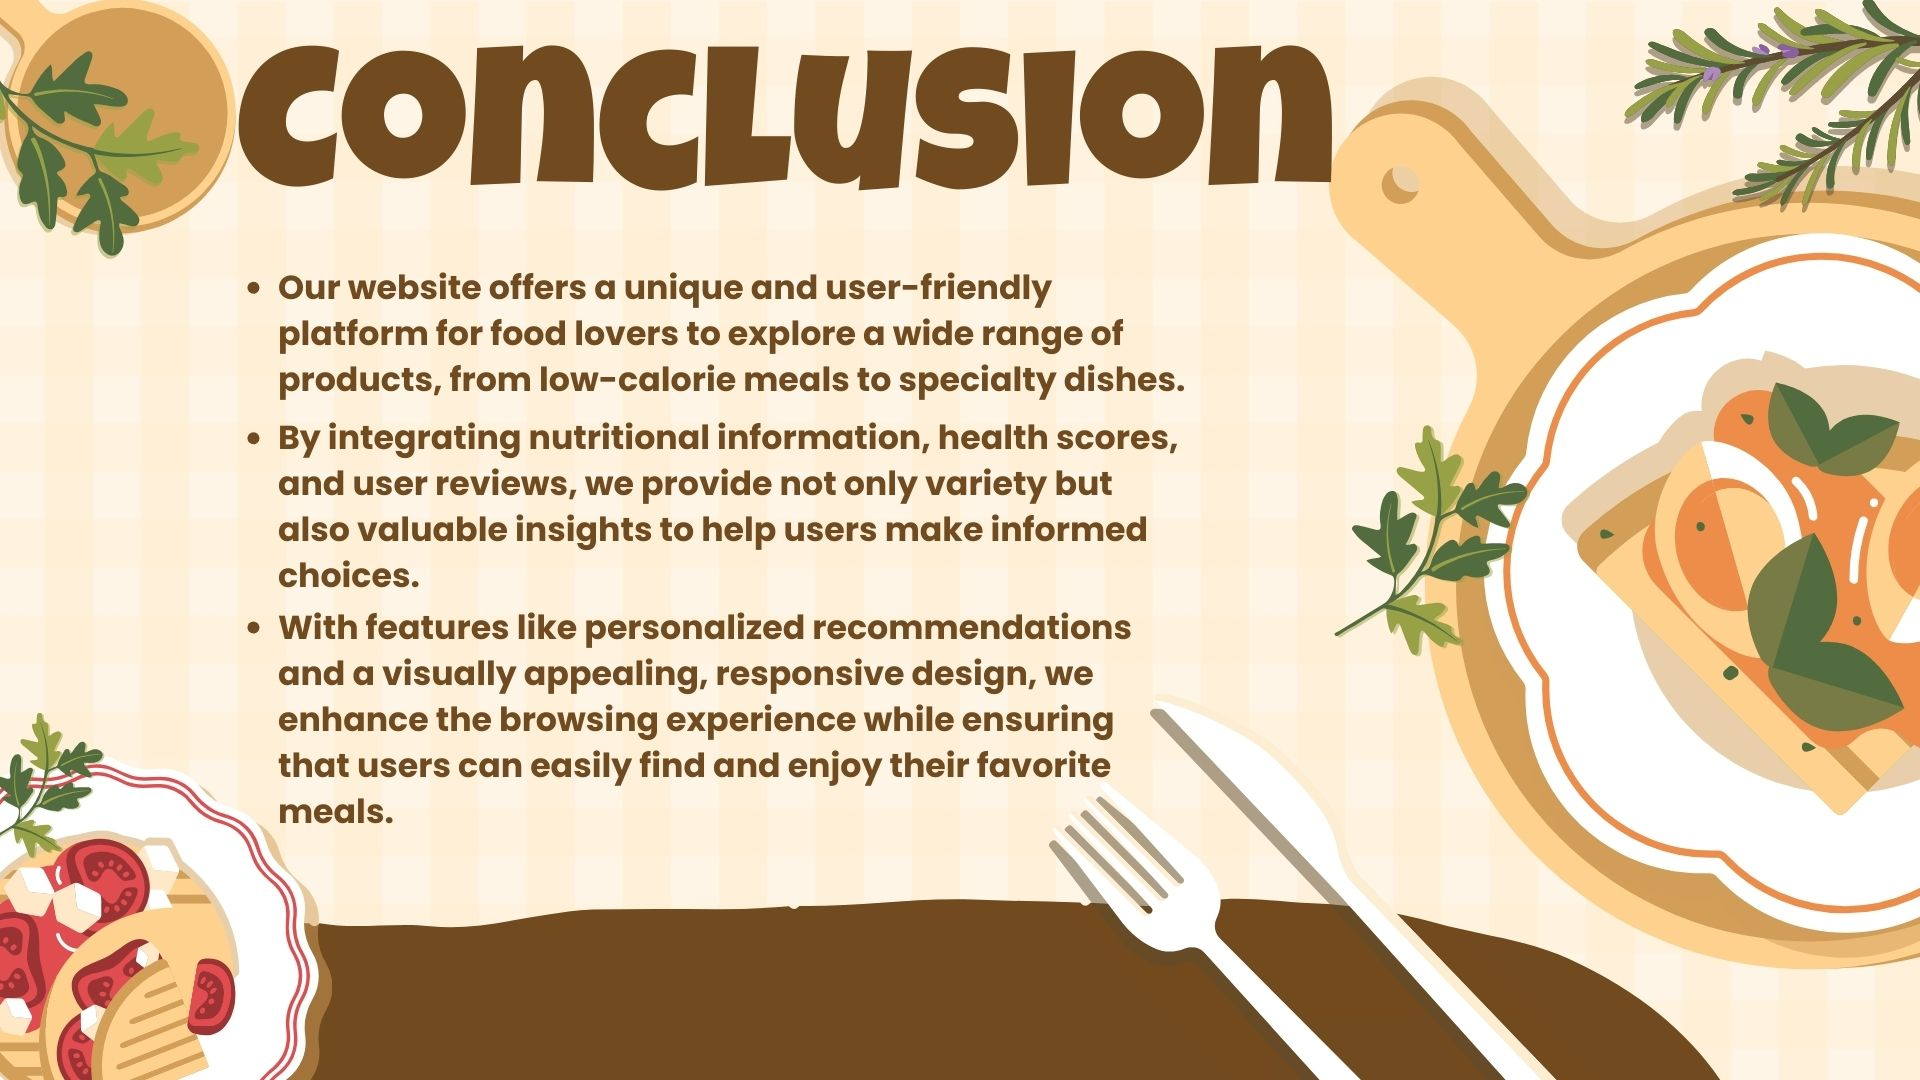 CONCLUSION
• Our website offers a unique and user-friendly
platform for food lovers to explore a wide range of
products, from low-calorie meals to specialty dishes.
• By integrating nutritional information, health scores,
and user reviews, we provide not only variety but
also valuable insights to help users make informed
choices.
• With features like personalized recommendations
and a visually appealing, responsive design, we
enhance the browsing experience while ensuring
that users can easily find and enjoy their favorite
meals.